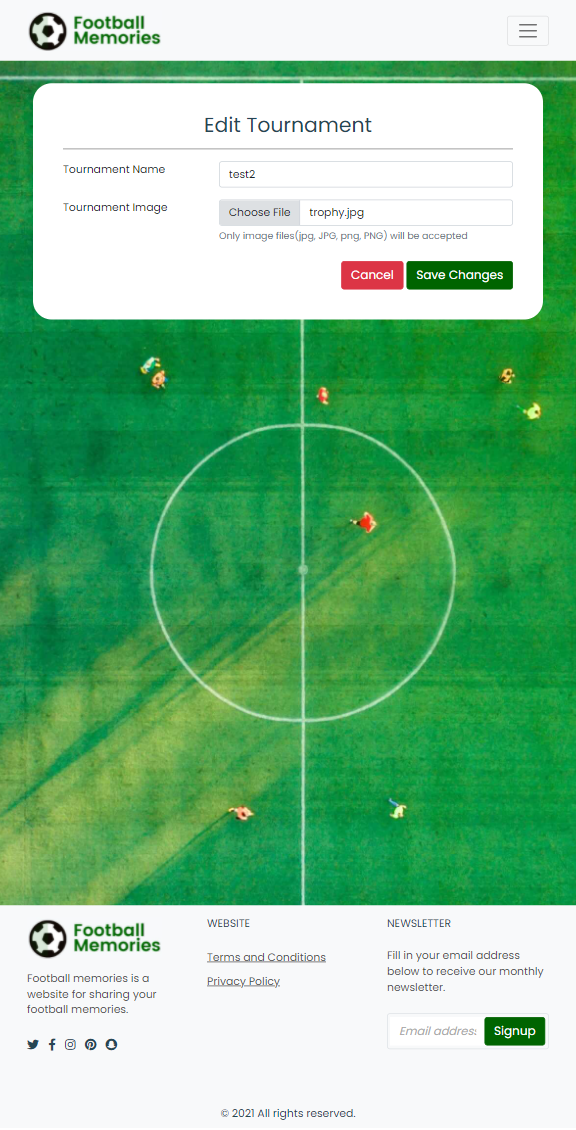 Football
Memories
Edit Tournament
Tournament Name
test2
Tournament Image
Choose File trophy.jpg
Only image files(jpg, JPG, png, PNG) will be accepted
Cancel Save Changes
Football
Memories
Football memories is a
website for sharing your
football memories.
WEBSITE
Terms and Conditions
Privacy Policy
NEWSLETTER
Fill in your email address
below to receive our monthly
newsletter.
Email address Signup
© 2021 All rights reserved.